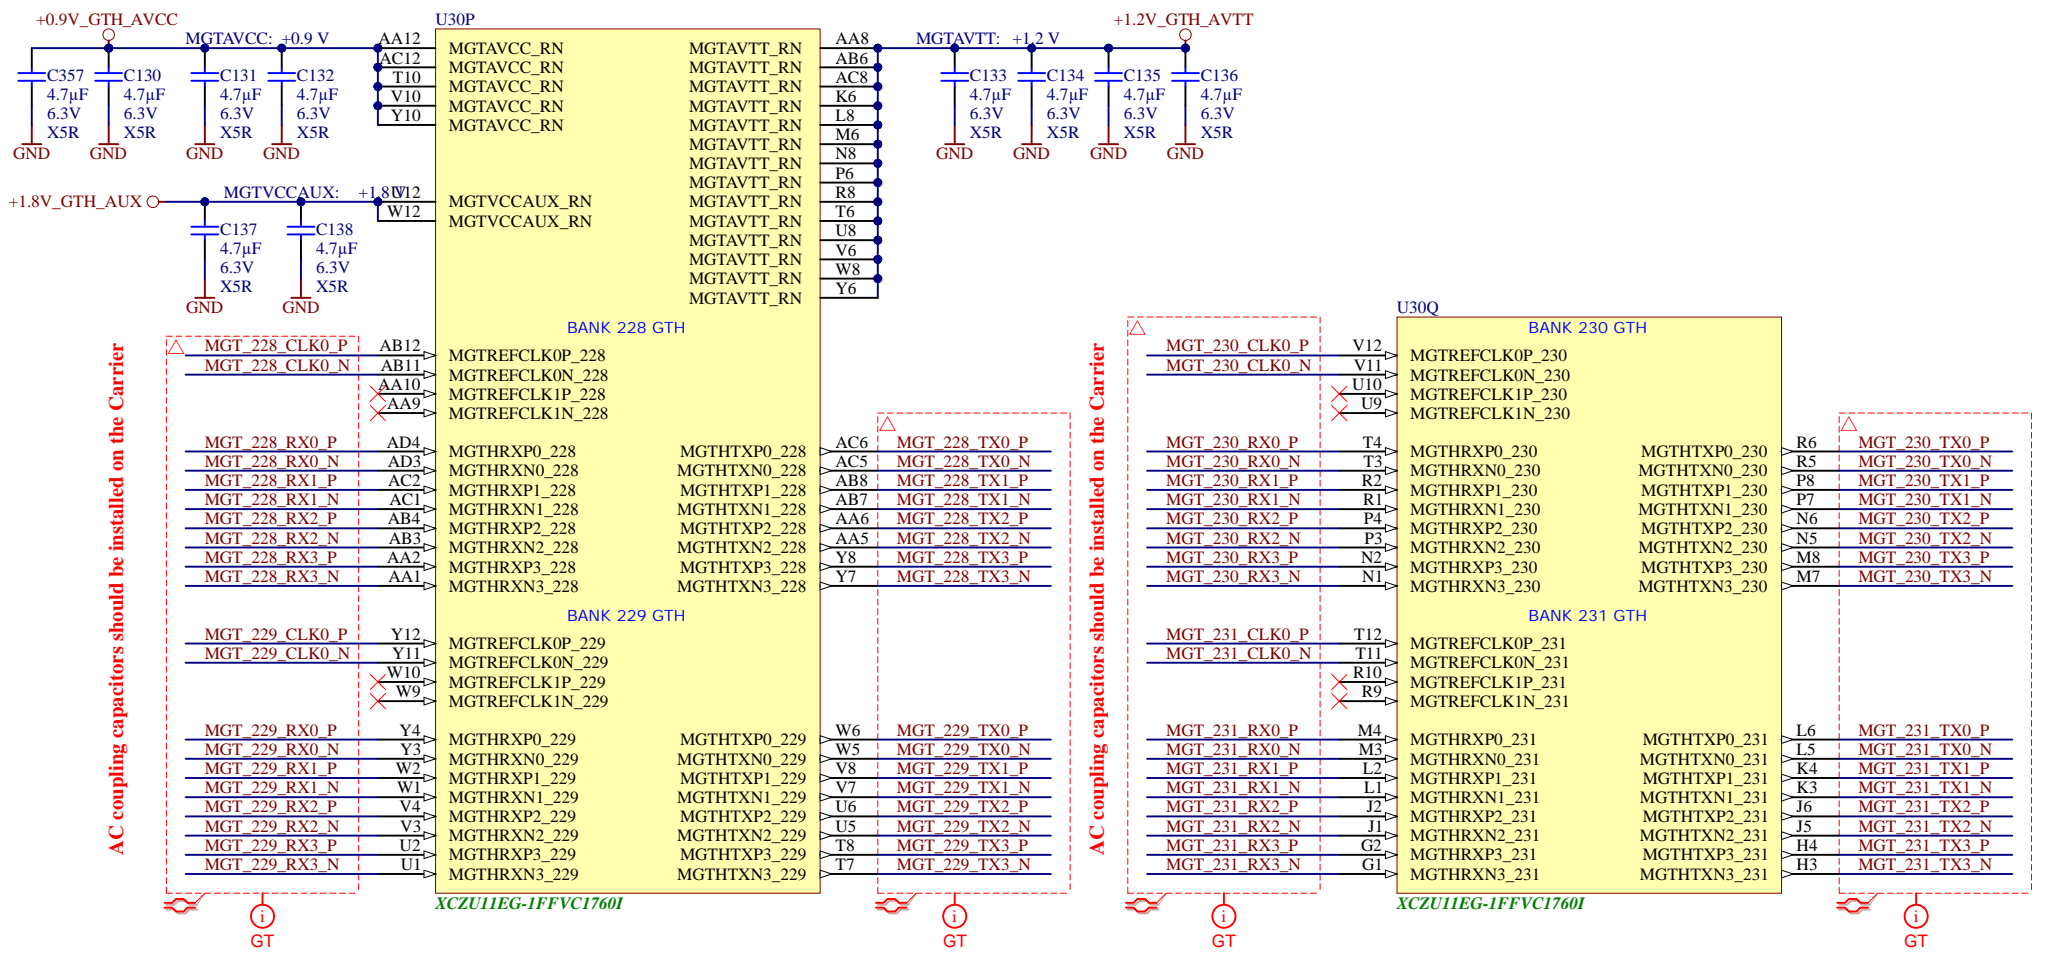 +0.9V_GTH_AVCC
MGTAVCC: +0.9 V
C357
4.7µF
6.3V
X5R
GND
C130
4.7µF
6.3V
X5R
GND
C131
4.7µF
6.3V
X5R
GND
C132
4.7µF
6.3V
X5R
GND
+1.8V_GTH_AUX
MGTVCCAUX: +1.8 V
C137
4.7µF
6.3V
X5R
GND
C138
4.7µF
6.3V
X5R
GND
U30P
AA12 MGTAVCC_RN
AC12 MGTAVCC_RN
T10 MGTAVCC_RN
V10 MGTAVCC_RN
Y10 MGTAVCC_RN
U12 MGTVCCAUX_RN
W12 MGTVCCAUX_RN
MGTAVTT_RN AA8
MGTAVTT_RN AB6
MGTAVTT_RN AC8
MGTAVTT_RN K6
MGTAVTT_RN L8
MGTAVTT_RN M6
MGTAVTT_RN N8
MGTAVTT_RN P6
MGTAVTT_RN R8
MGTAVTT_RN T6
MGTAVTT_RN U8
MGTAVTT_RN V6
MGTAVTT_RN W8
MGTAVTT_RN Y6
+1.2V_GTH_AVTT
MGTAVTT: +1.2 V
C133
4.7µF
6.3V
X5R
GND
C134
4.7µF
6.3V
X5R
GND
C135
4.7µF
6.3V
X5R
GND
C136
4.7µF
6.3V
X5R
GND
AC coupling capacitors should be installed on the Carrier
BANK 228 GTH
MGT_228_CLK0_P AB12 MGTREFCLK0P_228
MGT_228_CLK0_N AB11 MGTREFCLK0N_228
AA10 MGTREFCLK1P_228
AA9 MGTREFCLK1N_228
MGT_228_RX0_P AD4 MGTHRXP0_228 MGTHTXP0_228 AC6 MGT_228_TX0_P
MGT_228_RX0_N AD3 MGTHRXN0_228 MGTHTXN0_228 AC5 MGT_228_TX0_N
MGT_228_RX1_P AC2 MGTHRXP1_228 MGTHTXP1_228 AB8 MGT_228_TX1_P
MGT_228_RX1_N AC1 MGTHRXN1_228 MGTHTXN1_228 AB7 MGT_228_TX1_N
MGT_228_RX2_P AB4 MGTHRXP2_228 MGTHTXP2_228 AA6 MGT_228_TX2_P
MGT_228_RX2_N AB3 MGTHRXN2_228 MGTHTXN2_228 AA5 MGT_228_TX2_N
MGT_228_RX3_P AA2 MGTHRXP3_228 MGTHTXP3_228 Y8 MGT_228_TX3_P
MGT_228_RX3_N AA1 MGTHRXN3_228 MGTHTXN3_228 Y7 MGT_228_TX3_N
BANK 229 GTH
MGT_229_CLK0_P Y12 MGTREFCLK0P_229
MGT_229_CLK0_N Y11 MGTREFCLK0N_229
W10 MGTREFCLK1P_229
W9 MGTREFCLK1N_229
MGT_229_RX0_P Y4 MGTHRXP0_229 MGTHTXP0_229 W6 MGT_229_TX0_P
MGT_229_RX0_N Y3 MGTHRXN0_229 MGTHTXN0_229 W5 MGT_229_TX0_N
MGT_229_RX1_P W2 MGTHRXP1_229 MGTHTXP1_229 V8 MGT_229_TX1_P
MGT_229_RX1_N W1 MGTHRXN1_229 MGTHTXN1_229 V7 MGT_229_TX1_N
MGT_229_RX2_P V4 MGTHRXP2_229 MGTHTXP2_229 U6 MGT_229_TX2_P
MGT_229_RX2_N V3 MGTHRXN2_229 MGTHTXN2_229 U5 MGT_229_TX2_N
MGT_229_RX3_P U2 MGTHRXP3_229 MGTHTXP3_229 T8 MGT_229_TX3_P
MGT_229_RX3_N U1 MGTHRXN3_229 MGTHTXN3_229 T7 MGT_229_TX3_N
XCZU11EG-1FFVC1760I
i
GT
i
GT
AC coupling capacitors should be installed on the Carrier
U30Q
BANK 230 GTH
MGT_230_CLK0_P V12 MGTREFCLK0P_230
MGT_230_CLK0_N V11 MGTREFCLK0N_230
U10 MGTREFCLK1P_230
U9 MGTREFCLK1N_230
MGT_230_RX0_P T4 MGTHRXP0_230 MGTHTXP0_230 R6 MGT_230_TX0_P
MGT_230_RX0_N T3 MGTHRXN0_230 MGTHTXN0_230 R5 MGT_230_TX0_N
MGT_230_RX1_P R2 MGTHRXP1_230 MGTHTXP1_230 P8 MGT_230_TX1_P
MGT_230_RX1_N R1 MGTHRXN1_230 MGTHTXN1_230 P7 MGT_230_TX1_N
MGT_230_RX2_P P4 MGTHRXP2_230 MGTHTXP2_230 N6 MGT_230_TX2_P
MGT_230_RX2_N P3 MGTHRXN2_230 MGTHTXN2_230 N5 MGT_230_TX2_N
MGT_230_RX3_P N2 MGTHRXP3_230 MGTHTXP3_230 M8 MGT_230_TX3_P
MGT_230_RX3_N N1 MGTHRXN3_230 MGTHTXN3_230 M7 MGT_230_TX3_N
BANK 231 GTH
MGT_231_CLK0_P T12 MGTREFCLK0P_231
MGT_231_CLK0_N T11 MGTREFCLK0N_231
R10 MGTREFCLK1P_231
R9 MGTREFCLK1N_231
MGT_231_RX0_P M4 MGTHRXP0_231 MGTHTXP0_231 L6 MGT_231_TX0_P
MGT_231_RX0_N M3 MGTHRXN0_231 MGTHTXN0_231 L5 MGT_231_TX0_N
MGT_231_RX1_P L2 MGTHRXP1_231 MGTHTXP1_231 K4 MGT_231_TX1_P
MGT_231_RX1_N L1 MGTHRXN1_231 MGTHTXN1_231 K3 MGT_231_TX1_N
MGT_231_RX2_P J2 MGTHRXP2_231 MGTHTXP2_231 J6 MGT_231_TX2_P
MGT_231_RX2_N J1 MGTHRXN2_231 MGTHTXN2_231 J5 MGT_231_TX2_N
MGT_231_RX3_P G2 MGTHRXP3_231 MGTHTXP3_231 H4 MGT_231_TX3_P
MGT_231_RX3_N G1 MGTHRXN3_231 MGTHTXN3_231 H3 MGT_231_TX3_N
XCZU11EG-1FFVC1760I
i
GT
i
GT